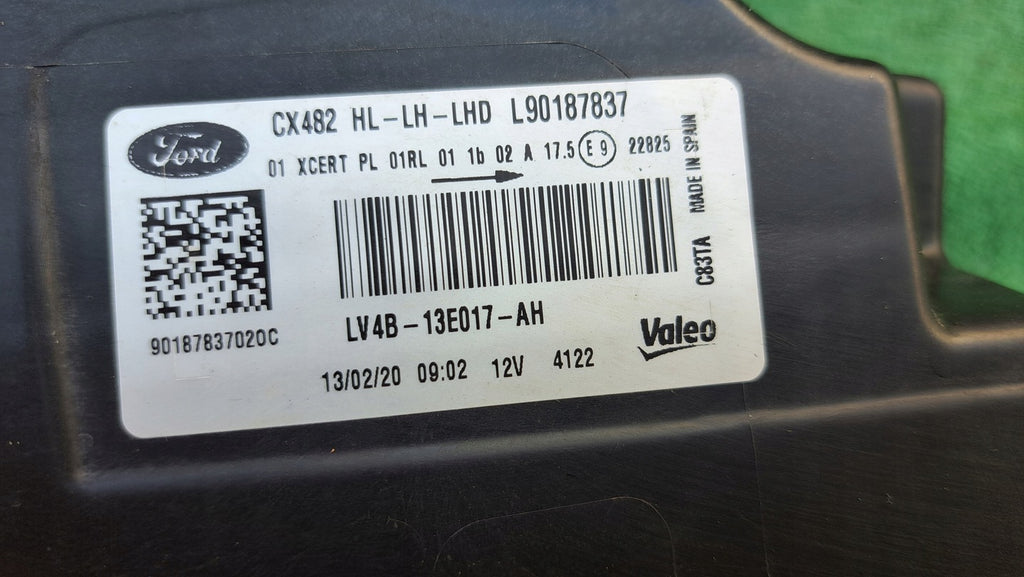 Ford
CX482 HL-LH-LHD L90187837
01 XCERT PL 01RL 01 1b 02 A 17.5 E 9 22825
LV4B-13E017-AH
90187837020C
13/02/20 09:02 12V 4122
Valeo
C83TA MADE IN SPAIN